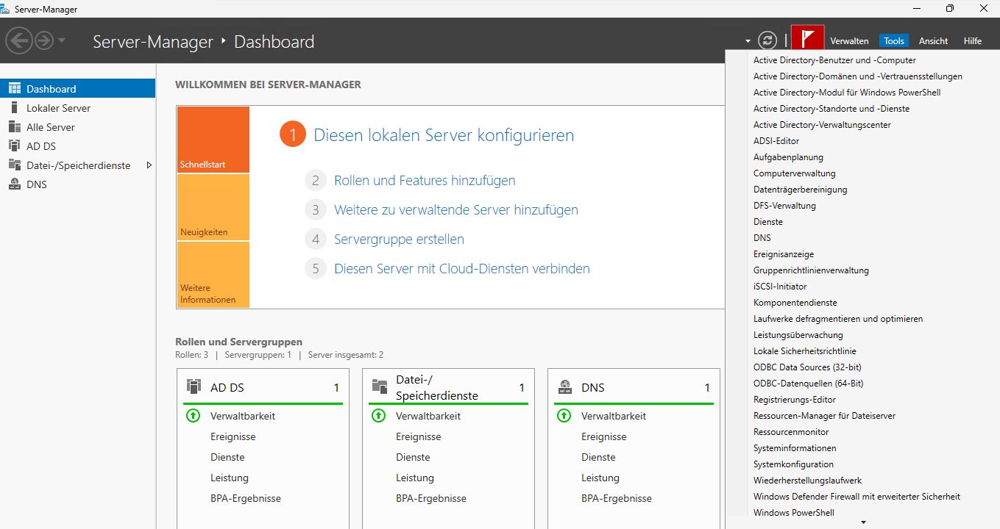 Server-Manager
Server-Manager ‣ Dashboard
Verwalten Tools Ansicht Hilfe
Dashboard
Lokaler Server
Alle Server
AD DS
Datei-/Speicherdienste
DNS
WILLKOMMEN BEI SERVER-MANAGER
Schnellstart
Neuigkeiten
Weitere
Informationen
1 Diesen lokalen Server konfigurieren
2 Rollen und Features hinzufügen
3 Weitere zu verwaltende Server hinzufügen
4 Servergruppe erstellen
5 Diesen Server mit Cloud-Diensten verbinden
Rollen und Servergruppen
Rollen: 3 | Servergruppen: 1 | Server insgesamt: 2
AD DS 1
Verwaltbarkeit
Ereignisse
Dienste
Leistung
BPA-Ergebnisse
Datei-/
Speicherdienste 1
Verwaltbarkeit
Ereignisse
Dienste
Leistung
BPA-Ergebnisse
DNS 1
Verwaltbarkeit
Ereignisse
Dienste
Leistung
BPA-Ergebnisse
Active Directory-Benutzer und -Computer
Active Directory-Domänen und -Vertrauensstellungen
Active Directory-Modul für Windows PowerShell
Active Directory-Standorte und -Dienste
Active Directory-Verwaltungscenter
ADSI-Editor
Aufgabenplanung
Computerverwaltung
Datenträgerbereinigung
DFS-Verwaltung
Dienste
DNS
Ereignisanzeige
Gruppenrichtlinienverwaltung
iSCSI-Initiator
Komponentendienste
Laufwerke defragmentieren und optimieren
Leistungsüberwachung
Lokale Sicherheitsrichtlinie
ODBC Data Sources (32-bit)
ODBC-Datenquellen (64-Bit)
Registrierungs-Editor
Ressourcen-Manager für Dateiserver
Ressourcenmonitor
Systeminformationen
Systemkonfiguration
Wiederherstellungslaufwerk
Windows Defender Firewall mit erweiterter Sicherheit
Windows PowerShell